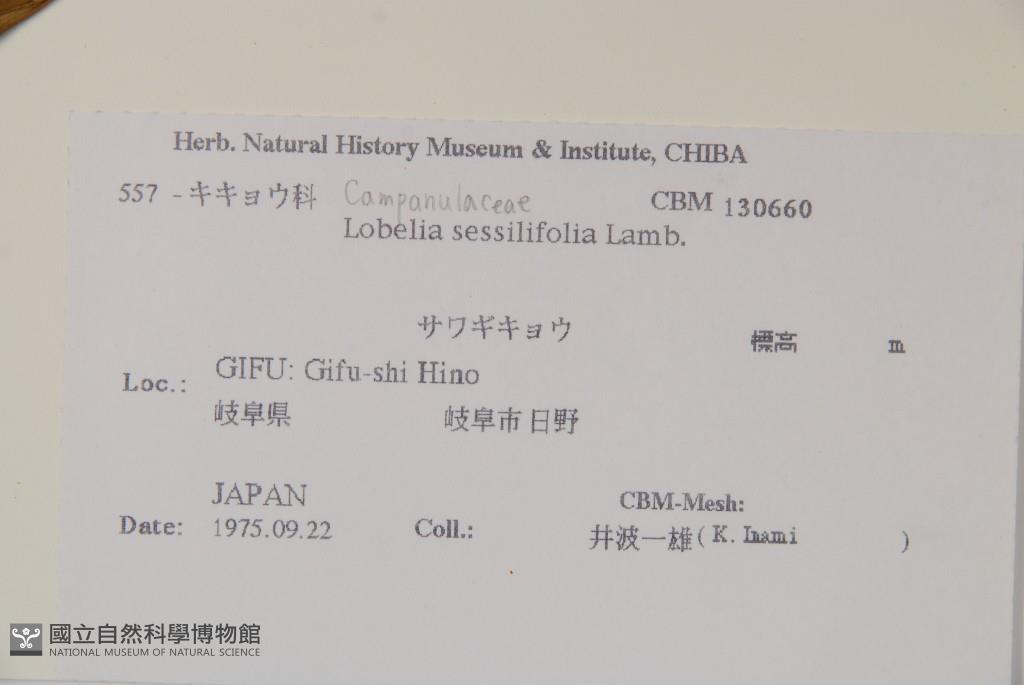 Herb. Natural History Museum & Institute, CHIBA
557 - キキョウ科 Campanulaceae CBM 130660
Lobelia sessilifolia Lamb.
サワギキョウ 標高 m
Loc.: GIFU: Gifu-shi Hino
岐阜県 岐阜市 日野
JAPAN CBM-Mesh:
Date: 1975.09.22 Coll.: 井波一雄 ( K. Inami )
國立自然科學博物館
NATIONAL MUSEUM OF NATURAL SCIENCE